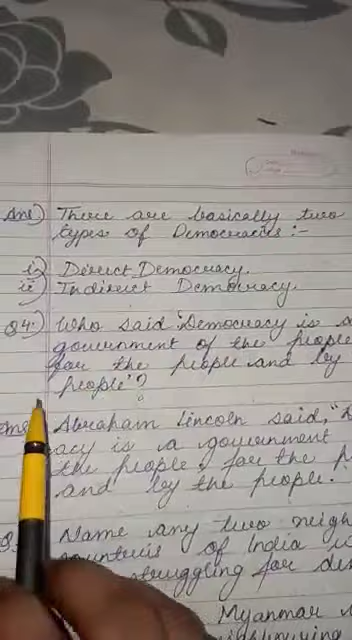 Ans) There are basically two
types of Democracies :-
i) Direct Democracy.
ii) Indirect Democracy.
Q4:) Who said "Democracy is a
government of the people
for the people and by
people"?
Abraham Lincoln said, "
acy is a government
the people, for the
and by the people.
Name any two
of India
struggling for
Myanmar